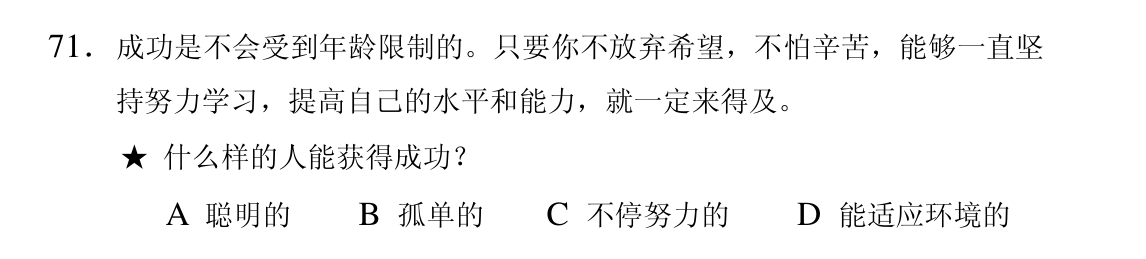 71．成功是不会受到年龄限制的。只要你不放弃希望，不怕辛苦，能够一直坚
持努力学习，提高自己的水平和能力，就一定来得及。
★ 什么样的人能获得成功？
A 聪明的 B 孤单的 C 不停努力的 D 能适应环境的